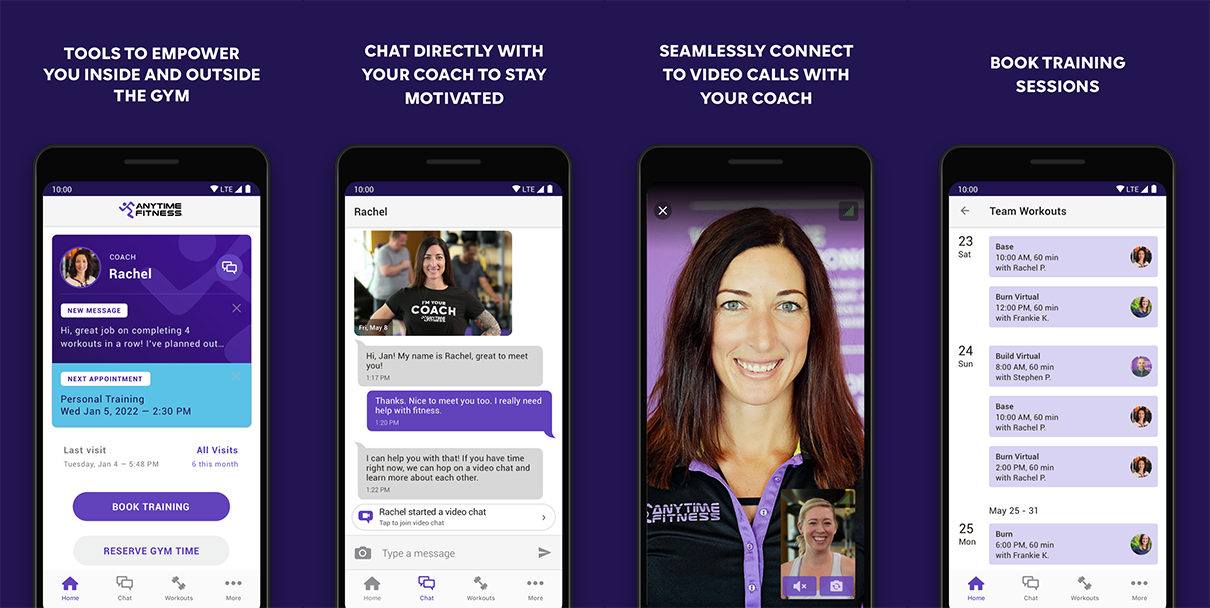 TOOLS TO EMPOWER
YOU INSIDE AND OUTSIDE
THE GYM
10:00
LTE
ANYTIME
FITNESS
COACH
Rachel
NEW MESSAGE
Hi, great job on completing 4
workouts in a row! I've planned out...
NEXT APPOINTMENT
Personal Training
Wed Jan 5, 2022 — 2:30 PM
Last visit
All Visits
Tuesday, Jan 4 — 5:48 PM
6 this month
BOOK TRAINING
RESERVE GYM TIME
Home
Chat
Workouts
More
CHAT DIRECTLY WITH
YOUR COACH TO STAY
MOTIVATED
10:00
LTE
Rachel
I'M YOUR
COACH
ANYTIME
FITNESS
Fri, May 8
Hi, Jan! My name is Rachel, great to meet
you!
1:17 PM
Thanks. Nice to meet you too. I really need
help with fitness.
1:20 PM
I can help you with that! If you have time
right now, we can hop on a video chat and
learn more about each other.
1:22 PM
Rachel started a video chat
Tap to join video chat
Type a message
Home
Chat
Workouts
More
SEAMLESSLY CONNECT
TO VIDEO CALLS WITH
YOUR COACH
ANYTIME
FITNESS
BOOK TRAINING
SESSIONS
10:00
LTE
Team Workouts
23
Sat
Base
10:00 AM, 60 min
with Rachel P.
Burn Virtual
12:00 PM, 60 min
with Frankie K.
24
Sun
Build Virtual
8:00 AM, 60 min
with Stephen P.
Base
10:00 AM, 60 min
with Rachel P.
Burn Virtual
2:00 PM, 60 min
with Rachel P.
May 25 - 31
25
Mon
Burn
6:00 PM, 60 min
with Frankie K.
Home
Chat
Workouts
More